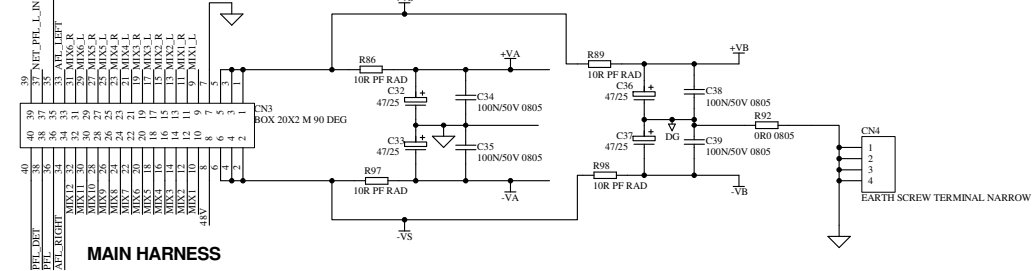 39
37 NET_PFL_L_IN
35
33 AFL_LEFT
31 MIX6_R
29 MIX6_L
27 MIX5_R
25 MIX5_L
23 MIX4_R
21 MIX4_L
19 MIX3_R
17 MIX3_L
15 MIX2_R
13 MIX2_L
11 MIX1_R
9 MIX1_L
7
5
3
1
39 37 35 33 31 29 27 25 23 21 19 17 15 13 11 9 7 5 3 1
40 38 36 34 32 30 28 26 24 22 20 18 16 14 12 10 8 6 4 2
CN3
BOX 20X2 M 90 DEG
40
38 PFL_DET
36 PFL
34 AFL_RIGHT
32 MIX12
30 MIX11
28 MIX10
26 MIX9
24 MIX8
22 MIX7
20 MIX6
18 MIX5
16 MIX4
14 MIX3
12 MIX2
10 MIX1
8 48V
6
4
2
MAIN HARNESS
R86
10R PF RAD
+VA
C32
47/25
+
C34
100N/50V 0805
C33
47/25
+
C35
100N/50V 0805
R97
10R PF RAD
-VA
-VS
R89
10R PF RAD
+VB
C36
47/25
+
C38
100N/50V 0805
DG
C37
47/25
+
C39
100N/50V 0805
R98
10R PF RAD
-VB
R92
0R0 0805
CN4
1
2
3
4
EARTH SCREW TERMINAL NARROW